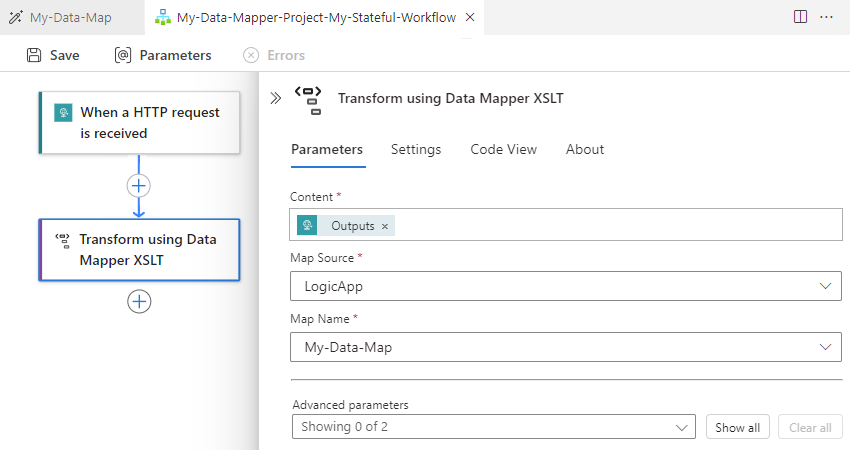 My-Data-Map
My-Data-Mapper-Project-My-Stateful-Workflow
Save
Parameters
Errors
When a HTTP request
is received
Transform using Data
Mapper XSLT
Transform using Data Mapper XSLT
Parameters
Settings
Code View
About
Content *
Outputs ×
Map Source *
LogicApp
Map Name *
My-Data-Map
Advanced parameters
Showing 0 of 2
Show all
Clear all